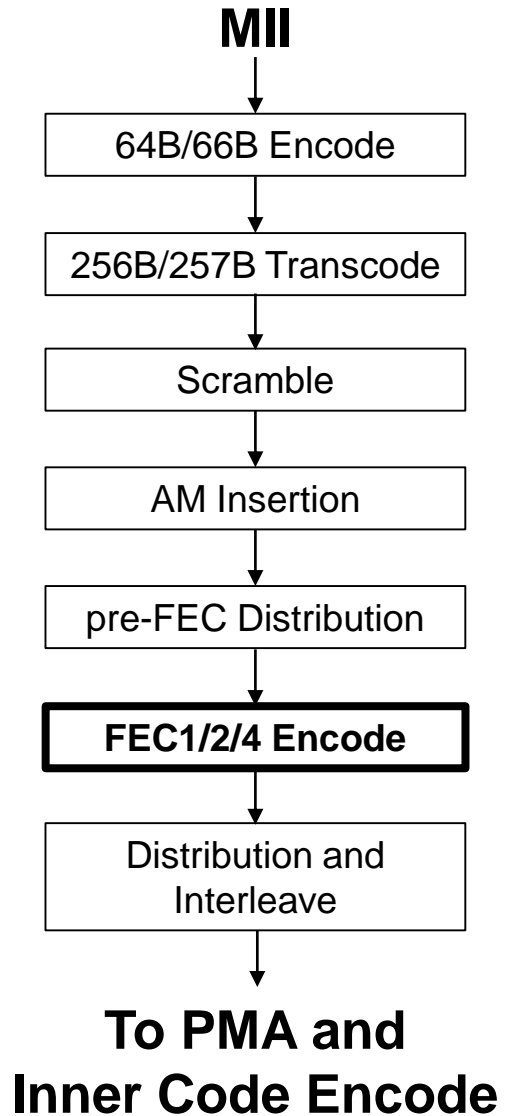 MII
64B/66B Encode
256B/257B Transcode
Scramble
AM Insertion
pre-FEC Distribution
FEC1/2/4 Encode
Distribution and
Interleave
To PMA and
Inner Code Encode